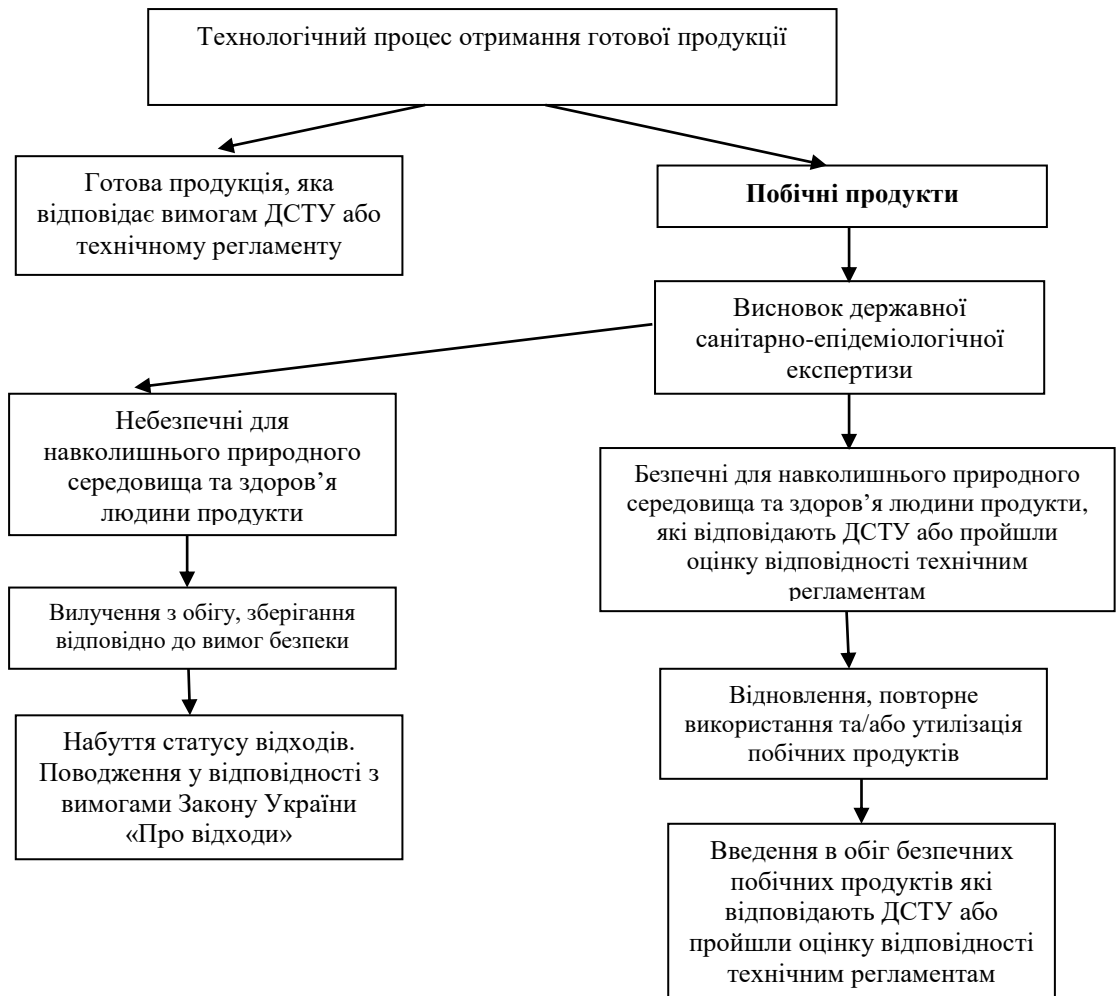 Технологічний процес отримання готової продукції
Готова продукція, яка
відповідає вимогам ДСТУ або
технічному регламенту
Побічні продукти
Висновок державної
санітарно-епідеміологічної
експертизи
Небезпечні для
навколишнього природного
середовища та здоров’я
людини продукти
Безпечні для навколишнього природного
середовища та здоров’я людини продукти,
які відповідають ДСТУ або пройшли
оцінку відповідності технічним
регламентам
Вилучення з обігу, зберігання
відповідно до вимог безпеки
Відновлення, повторне
використання та/або утилізація
побічних продуктів
Набуття статусу відходів.
Поводження у відповідності з
вимогами Закону України
«Про відходи»
Введення в обіг безпечних
побічних продуктів які
відповідають ДСТУ або
пройшли оцінку відповідності
технічним регламентам